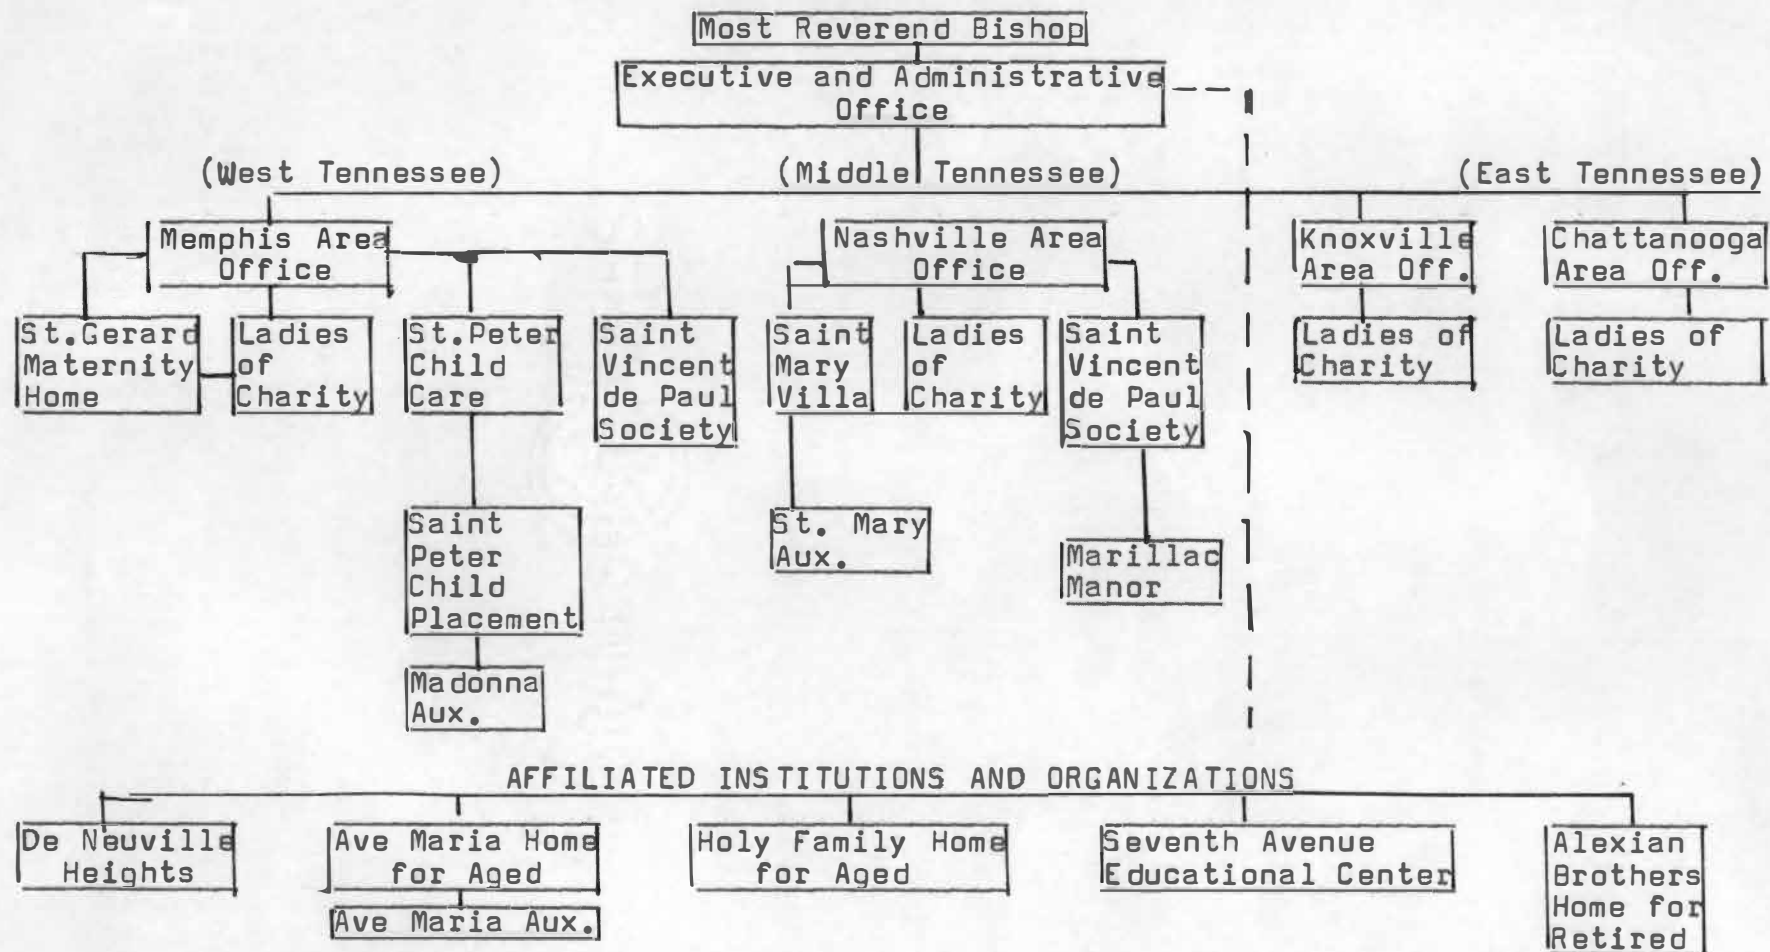 Most Reverend Bishop
Executive and Administrative
Office
(West Tennessee)
(Middle Tennessee)
(East Tennessee)
Memphis Area
Office
Nashville Area
Office
Knoxville
Area Off.
Chattanooga
Area Off.
St.Gerard
Maternity
Home
Ladies
of
Charity
St.Peter
Child
Care
Saint
Vincent
de Paul
Society
Saint
Mary
Villa
Ladies
of
Charity
Saint
Vincent
de Paul
Society
Ladies of
Charity
Ladies of
Charity
Saint
Peter
Child
Placement
St. Mary
Aux.
Marillac
Manor
Madonna
Aux.
AFFILIATED INSTITUTIONS AND ORGANIZATIONS
De Neuville
Heights
Ave Maria Home
for Aged
Ave Maria Aux.
Holy Family Home
for Aged
Seventh Avenue
Educational Center
Alexian
Brothers
Home for
Retired